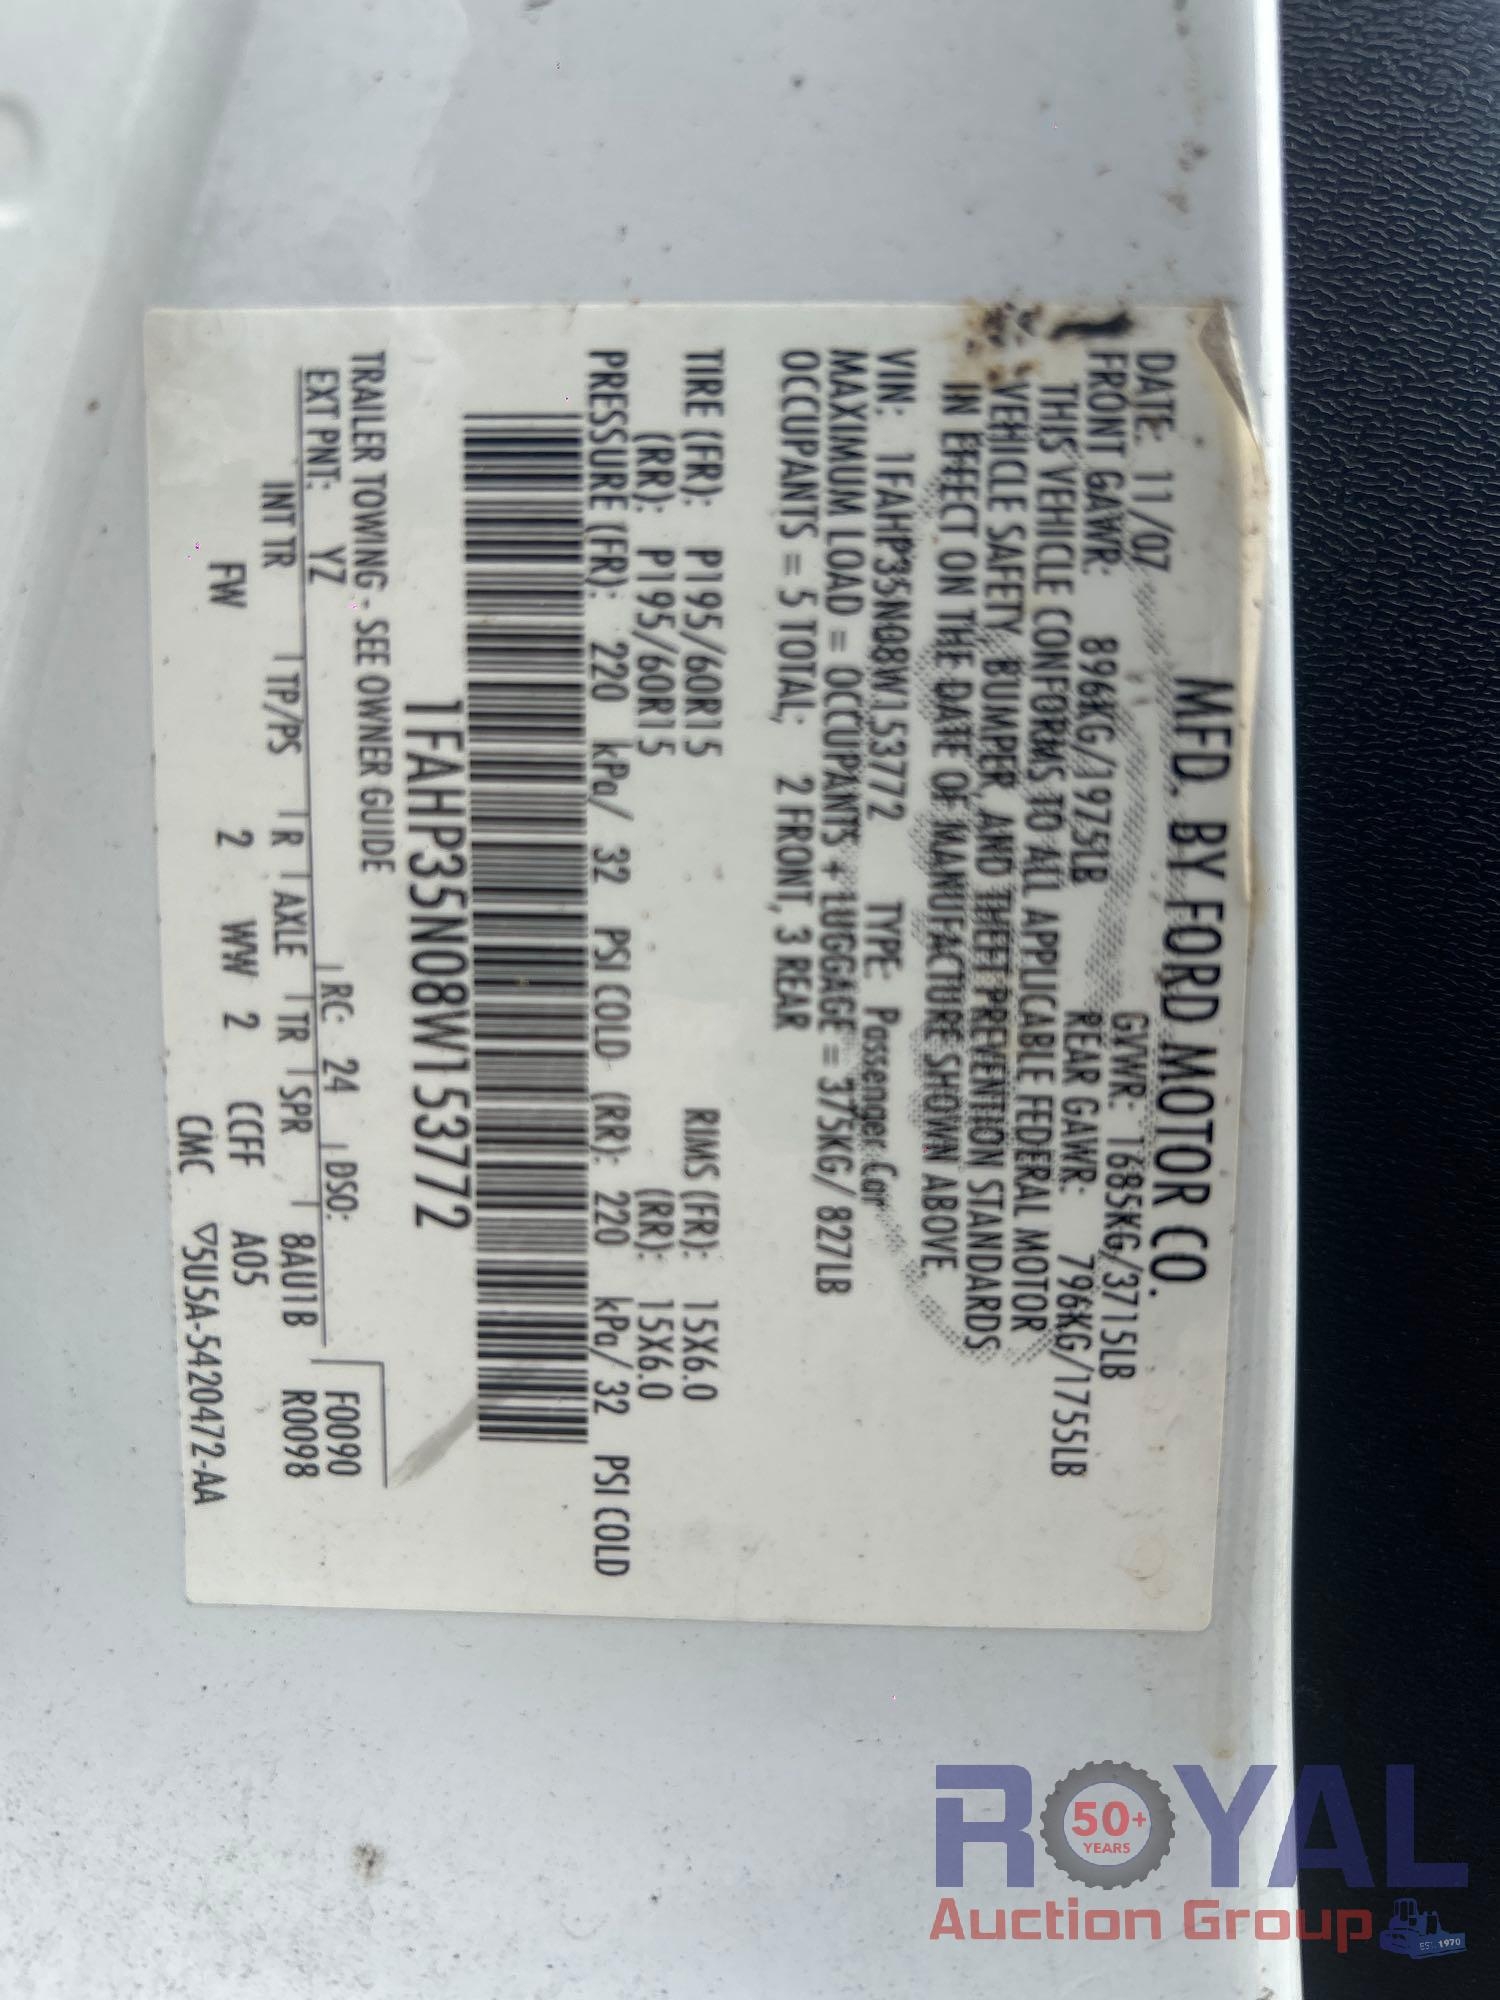 MFD. BY FORD MOTOR CO.
DATE: 11/07 GVWR: 1685KG/3715LB
FRONT GAWR: 896KG/1975LB REAR GAWR: 796KG/1755LB
THIS VEHICLE CONFORMS TO ALL APPLICABLE FEDERAL MOTOR
VEHICLE SAFETY, BUMPER, AND THEFT PREVENTION STANDARDS
IN EFFECT ON THE DATE OF MANUFACTURE SHOWN ABOVE.
VIN: 1FAHP35N08W153772 TYPE: Passenger Car
MAXIMUM LOAD = OCCUPANTS + LUGGAGE = 375KG/ 827LB
OCCUPANTS = 5 TOTAL; 2 FRONT, 3 REAR
TIRE (FR): P195/60R15 RIMS (FR): 15X6.0
(RR): P195/60R15 (RR): 15X6.0
PRESSURE (FR): 220 kPa/ 32 PSI COLD (RR): 220 kPa/ 32 PSI COLD
1FAHP35N08W153772
TRAILER TOWING - SEE OWNER GUIDE
F0090
EXT PNT: YZ RC: 24 DSO: R0098
INT TR TP/PS R AXLE TR SPR 8AU1B
FW 2 WW 2 CCFF A05
CMC ▽5U5A-5420472-AA
ROYAL
50+
YEARS
Auction Group
EST. 1970